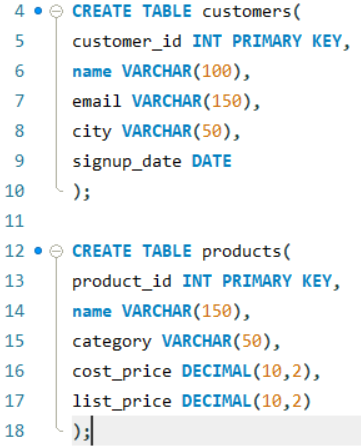 4 CREATE TABLE customers(
5 customer_id INT PRIMARY KEY,
6 name VARCHAR(100),
7 email VARCHAR(150),
8 city VARCHAR(50),
9 signup_date DATE
10 );
11
12 CREATE TABLE products(
13 product_id INT PRIMARY KEY,
14 name VARCHAR(150),
15 category VARCHAR(50),
16 cost_price DECIMAL(10,2),
17 list_price DECIMAL(10,2)
18 );